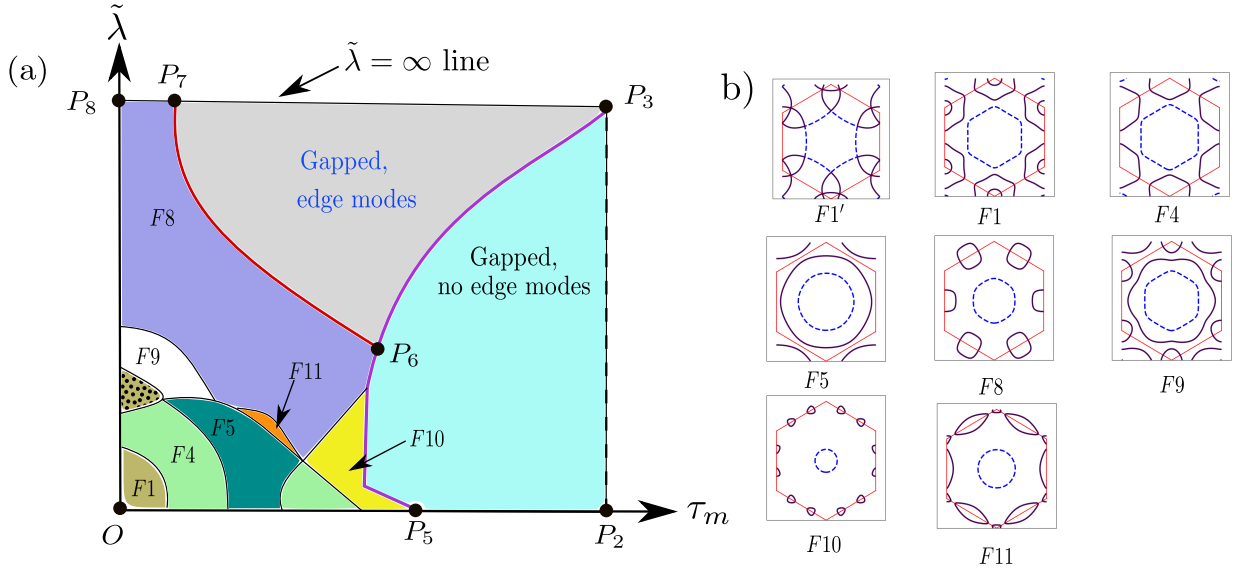 (a)
λ̃
P₈
P₇
λ̃ = ∞ line
P₃
Gapped,
edge modes
F8
Gapped,
no edge modes
P₆
F9
F11
F5
F10
F4
F1
O
P₅
P₂
τₘ
b)
F1′
F1
F4
F5
F8
F9
F10
F11